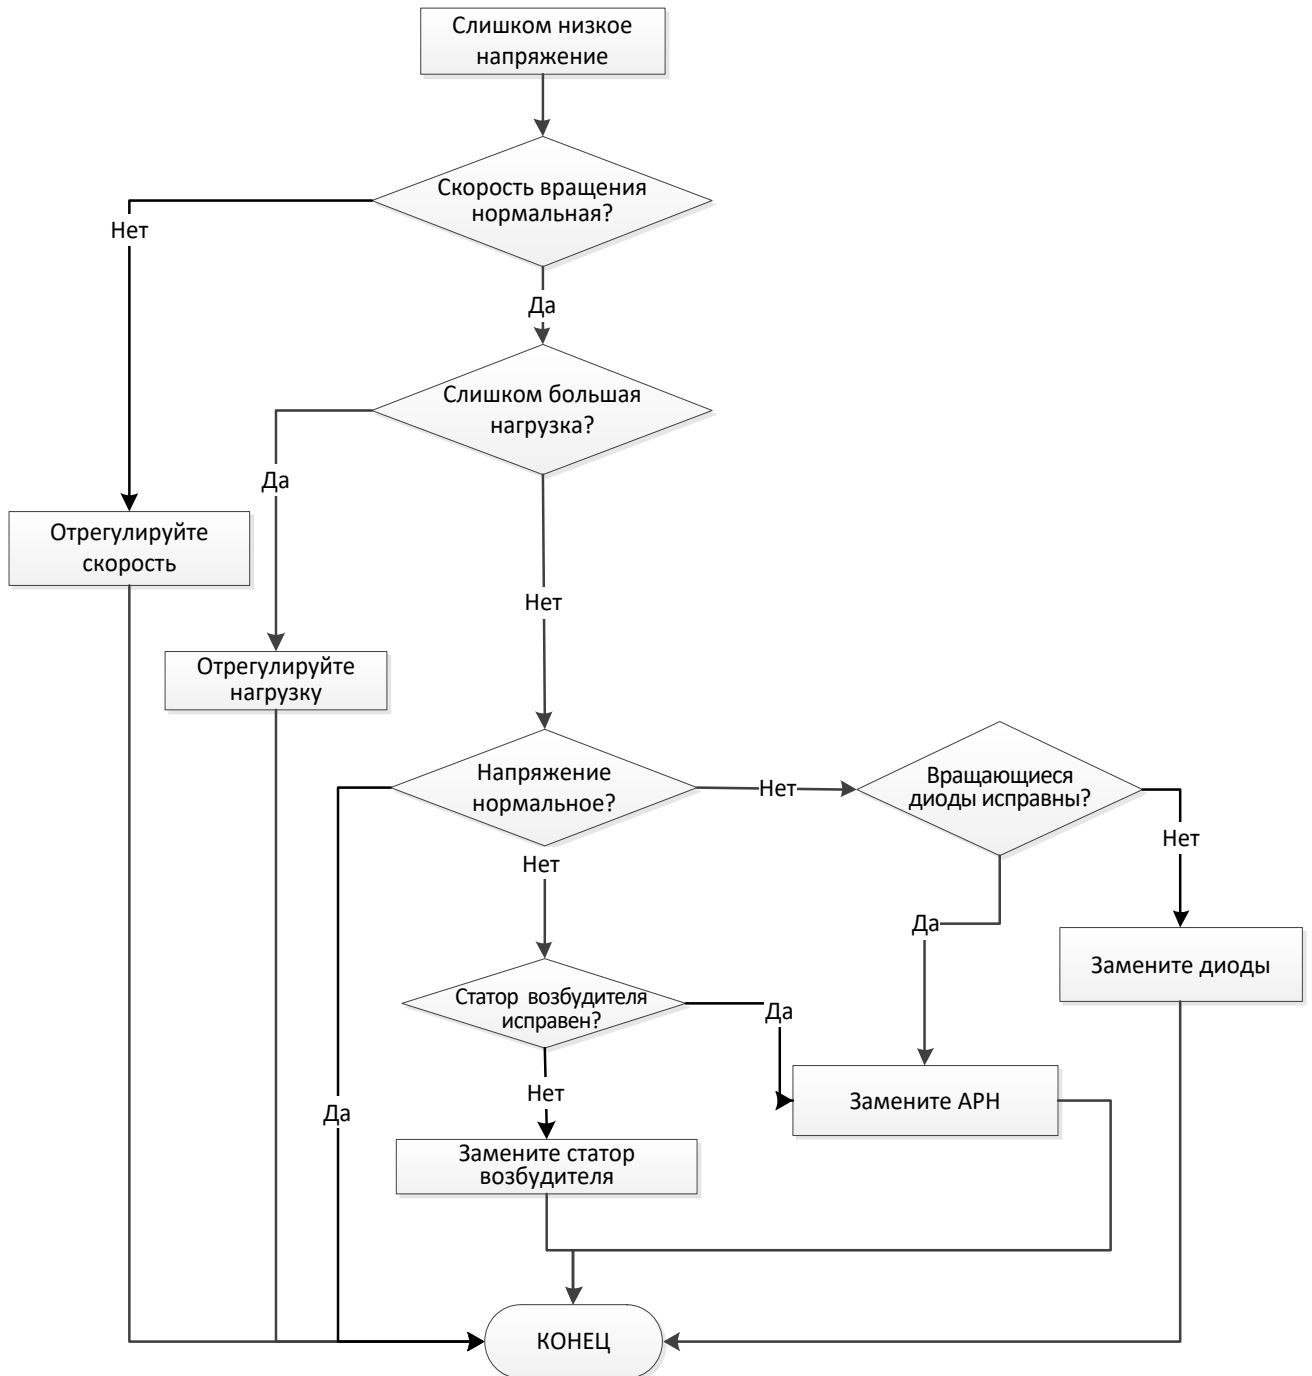 Слишком низкое
напряжение
Скорость вращения
нормальная?
Нет
Да
Слишком большая
нагрузка?
Да
Отрегулируйте
скорость
Нет
Отрегулируйте
нагрузку
Напряжение
нормальное?
Нет
Вращающиеся
диоды исправны?
Нет
Нет
Да
Замените диоды
Статор возбудителя
исправен?
Да
Нет
Замените АРН
Да
Замените статор
возбудителя
КОНЕЦ